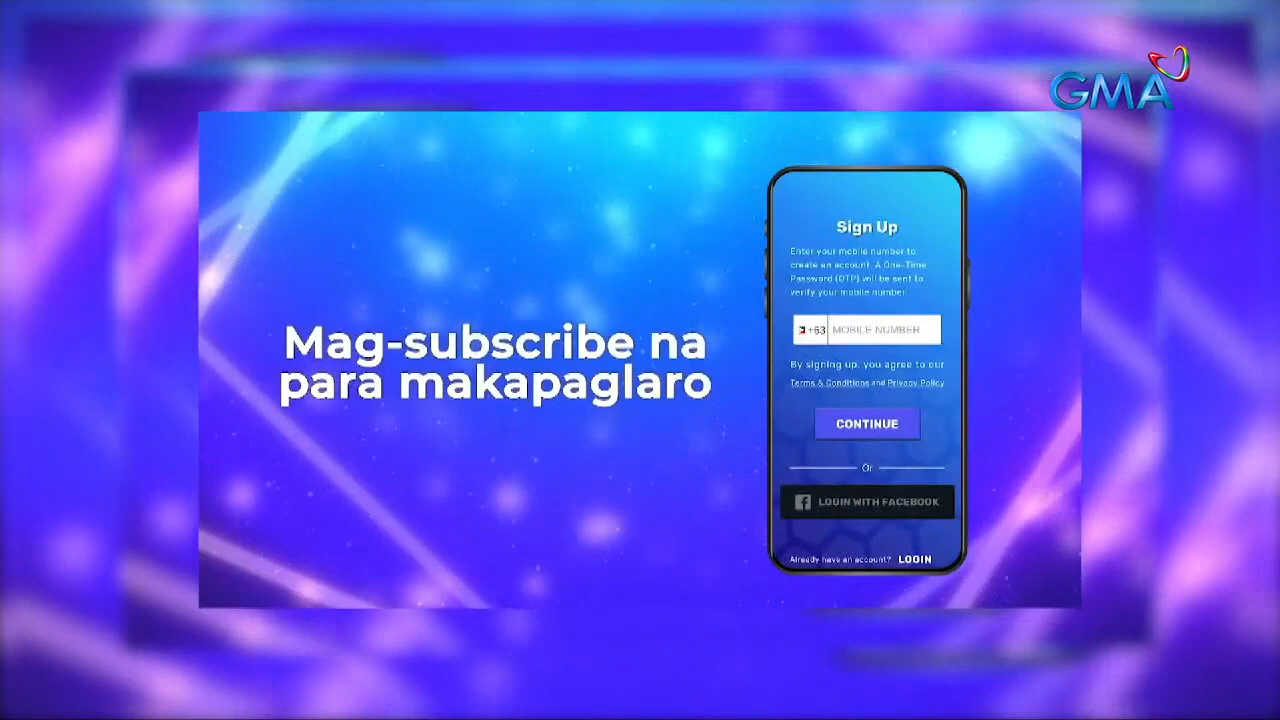 GMA
Mag-subscribe na
para makapaglaro
Sign Up
Enter your mobile number to
create an account. A One-Time
Password (OTP) will be sent to
verify your mobile number.
+63 MOBILE NUMBER
By signing up, you agree to our
Terms & Conditions and Privacy Policy
CONTINUE
Or
LOGIN WITH FACEBOOK
Already have an account? LOGIN